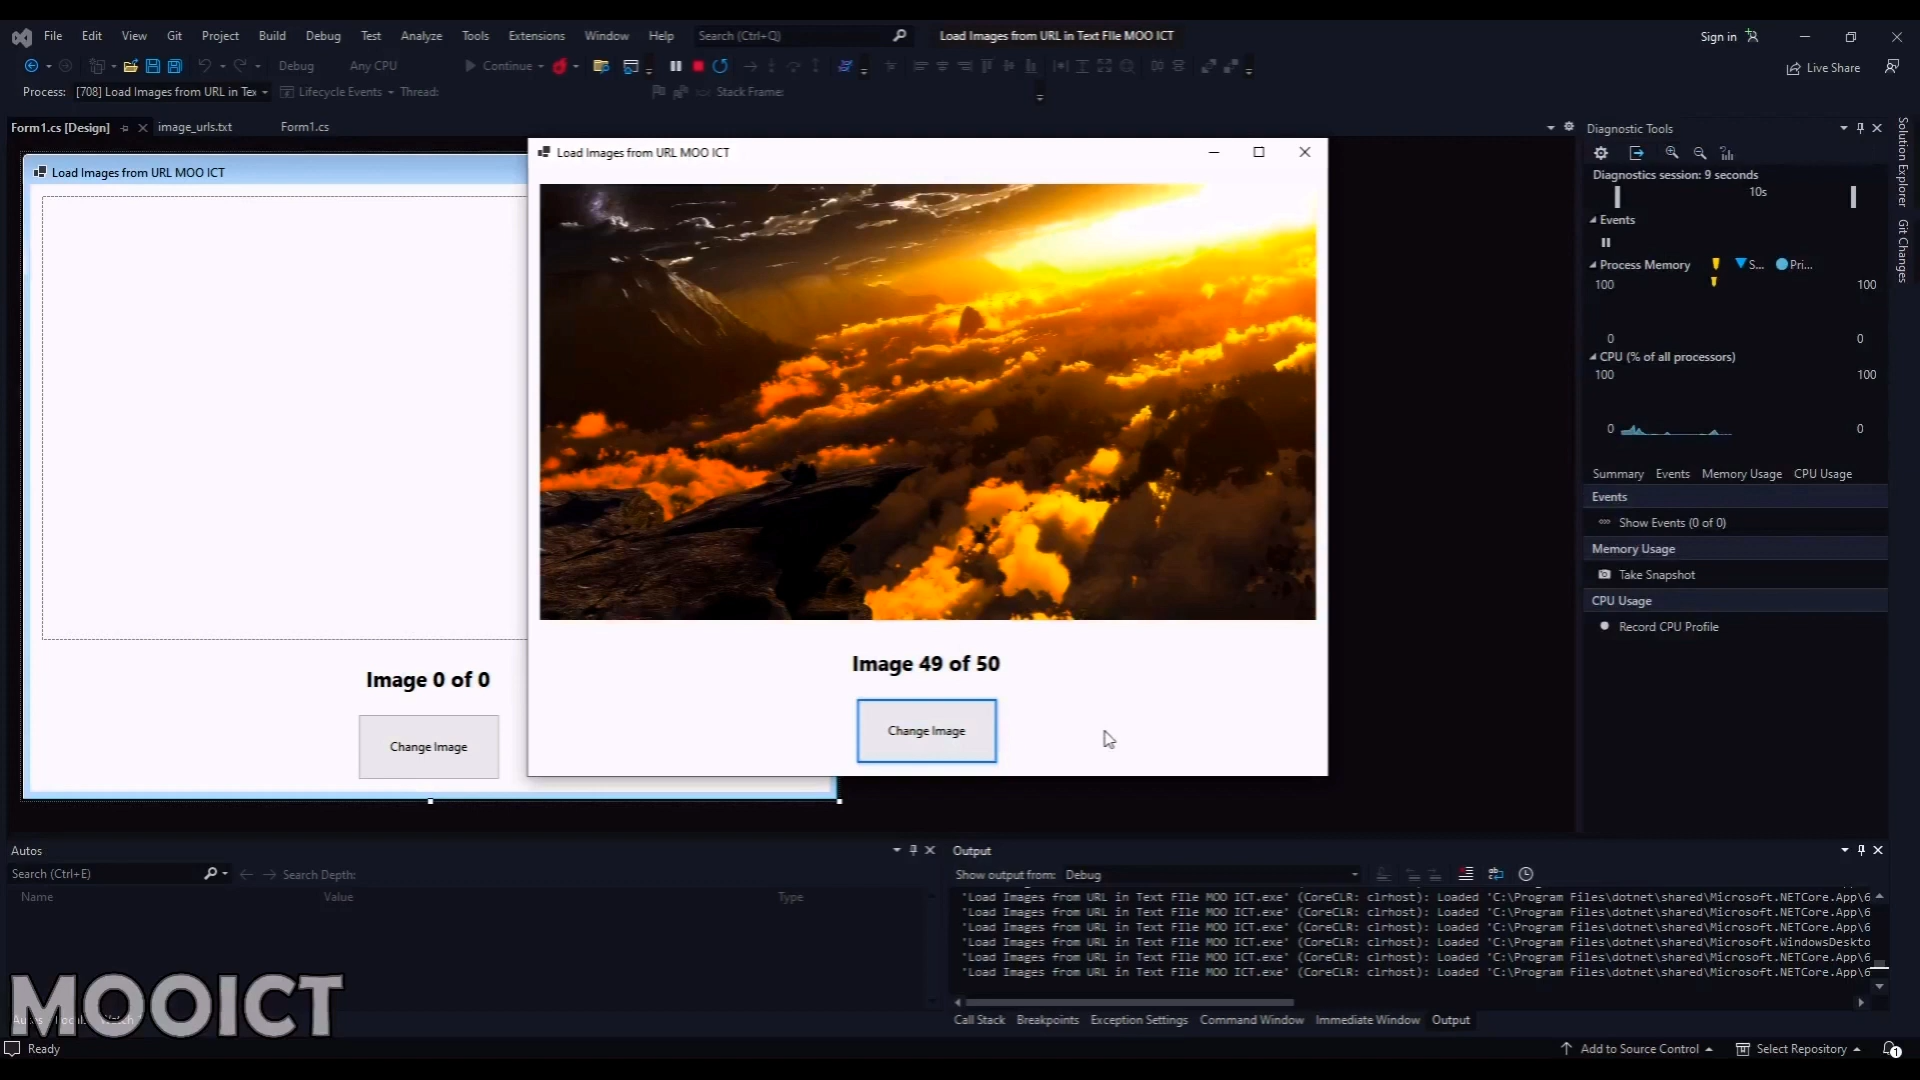 File Edit View Git Project Build Debug Test Analyze Tools Extensions Window Help Search (Ctrl+Q) Load Images from URL in Text FIle MOO ICT Sign in
Debug Any CPU Continue Live Share
Process: [708] Load Images from URL in Tex Lifecycle Events Thread: Stack Frame:
Form1.cs [Design] image_urls.txt Form1.cs
Load Images from URL MOO ICT
Image 0 of 0
Change Image
Load Images from URL MOO ICT
Image 49 of 50
Change Image
Diagnostic Tools
Diagnostics session: 9 seconds
10s
Events
Process Memory S... Pri...
100 100
0 0
CPU (% of all processors)
100 100
0 0
Summary Events Memory Usage CPU Usage
Events
Show Events (0 of 0)
Memory Usage
Take Snapshot
CPU Usage
Record CPU Profile
Solution Explorer
Git Changes
Autos
Search (Ctrl+E) Search Depth:
Name Value Type
MOOICT
Output
Show output from: Debug
'Load Images from URL in Text FIle MOO ICT.exe' (CoreCLR: clrhost): Loaded 'C:\Program Files\dotnet\shared\Microsoft.NETCore.App\6
'Load Images from URL in Text FIle MOO ICT.exe' (CoreCLR: clrhost): Loaded 'C:\Program Files\dotnet\shared\Microsoft.NETCore.App\6
'Load Images from URL in Text FIle MOO ICT.exe' (CoreCLR: clrhost): Loaded 'C:\Program Files\dotnet\shared\Microsoft.NETCore.App\6
'Load Images from URL in Text FIle MOO ICT.exe' (CoreCLR: clrhost): Loaded 'C:\Program Files\dotnet\shared\Microsoft.WindowsDeskto
'Load Images from URL in Text FIle MOO ICT.exe' (CoreCLR: clrhost): Loaded 'C:\Program Files\dotnet\shared\Microsoft.NETCore.App\6
'Load Images from URL in Text FIle MOO ICT.exe' (CoreCLR: clrhost): Loaded 'C:\Program Files\dotnet\shared\Microsoft.NETCore.App\6
Call Stack Breakpoints Exception Settings Command Window Immediate Window Output
Ready Add to Source Control Select Repository 1